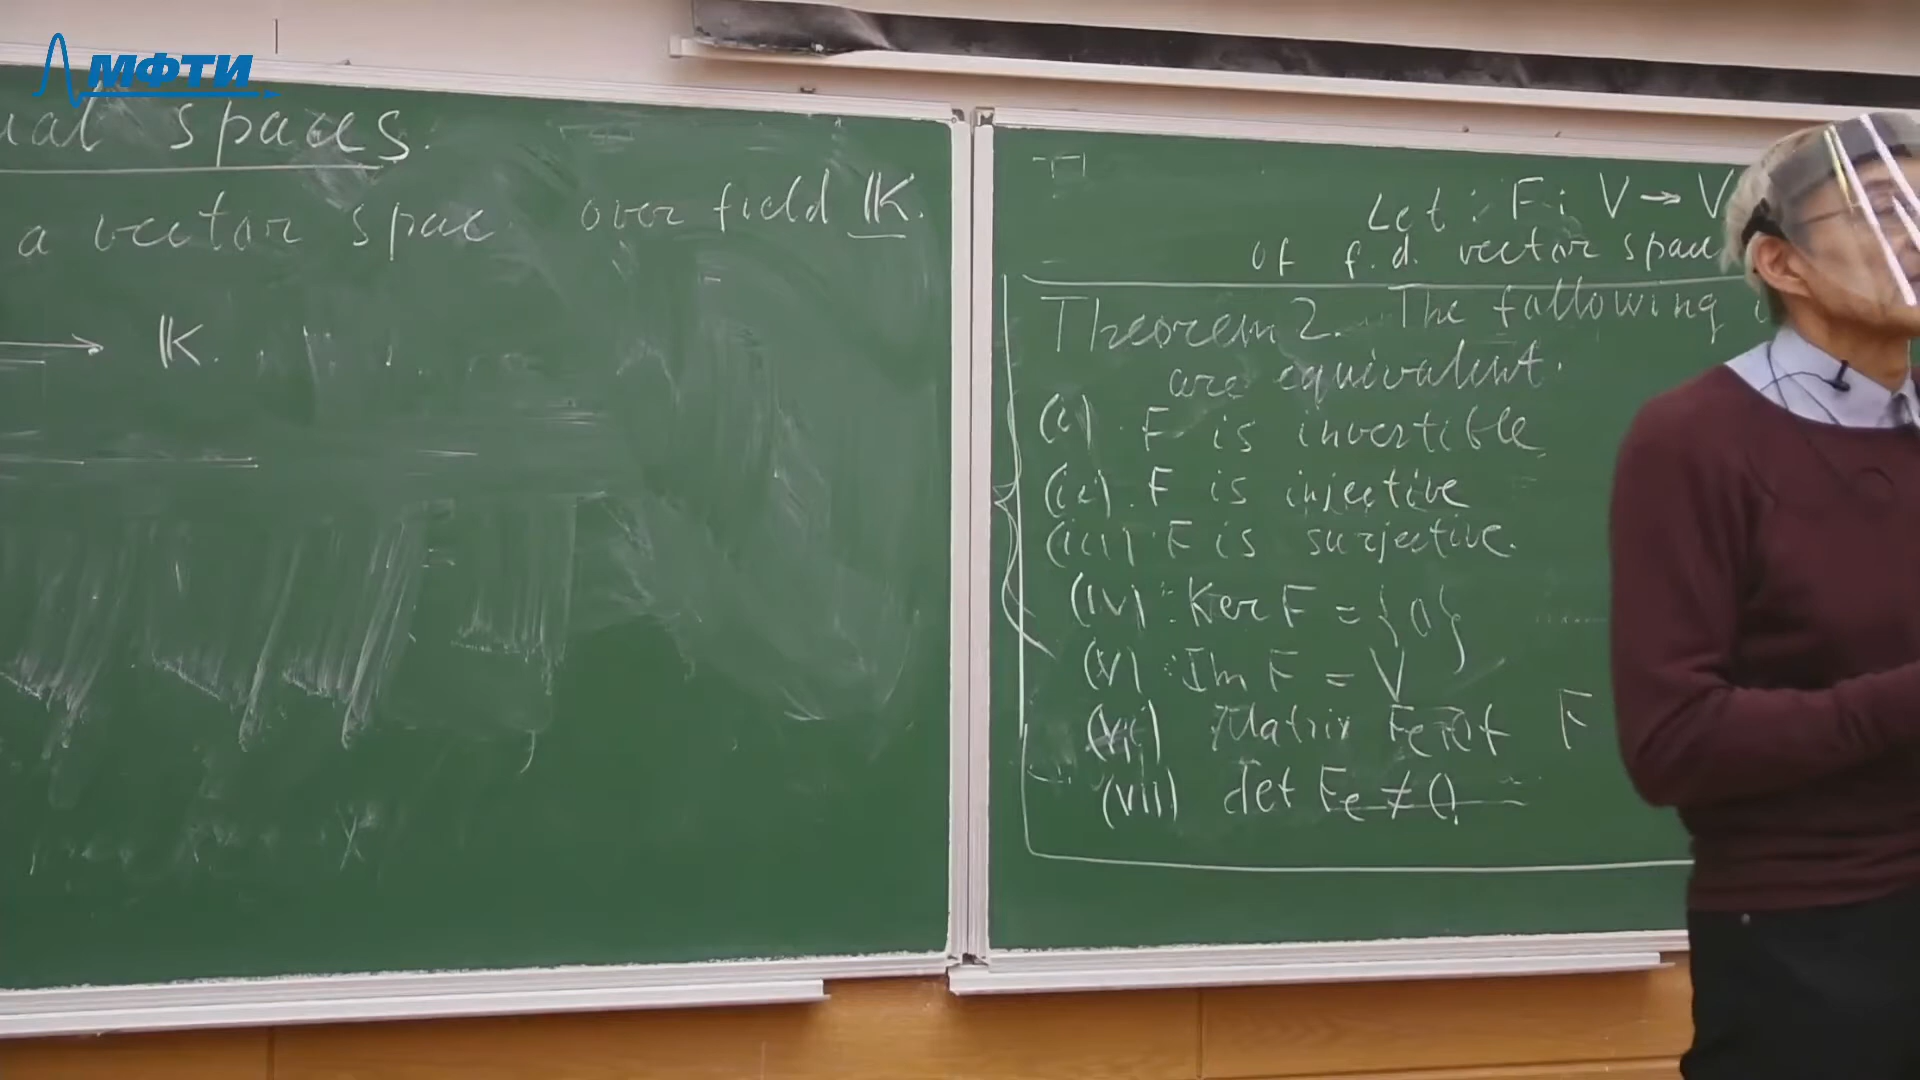 МФТИ
ual spaces.
a vector spac over field 𝕂.
→ 𝕂.
Let: F: V → V
of f.d. vector spac
Theorem 2. The following
are equivalent.
(i). F is invertible
(ii). F is injective
(iii) F is surjective.
(iv): Ker F = {0}
(v): Im F = V
(vi) Matrix Fe of F
(vii) det Fe ≠ 0